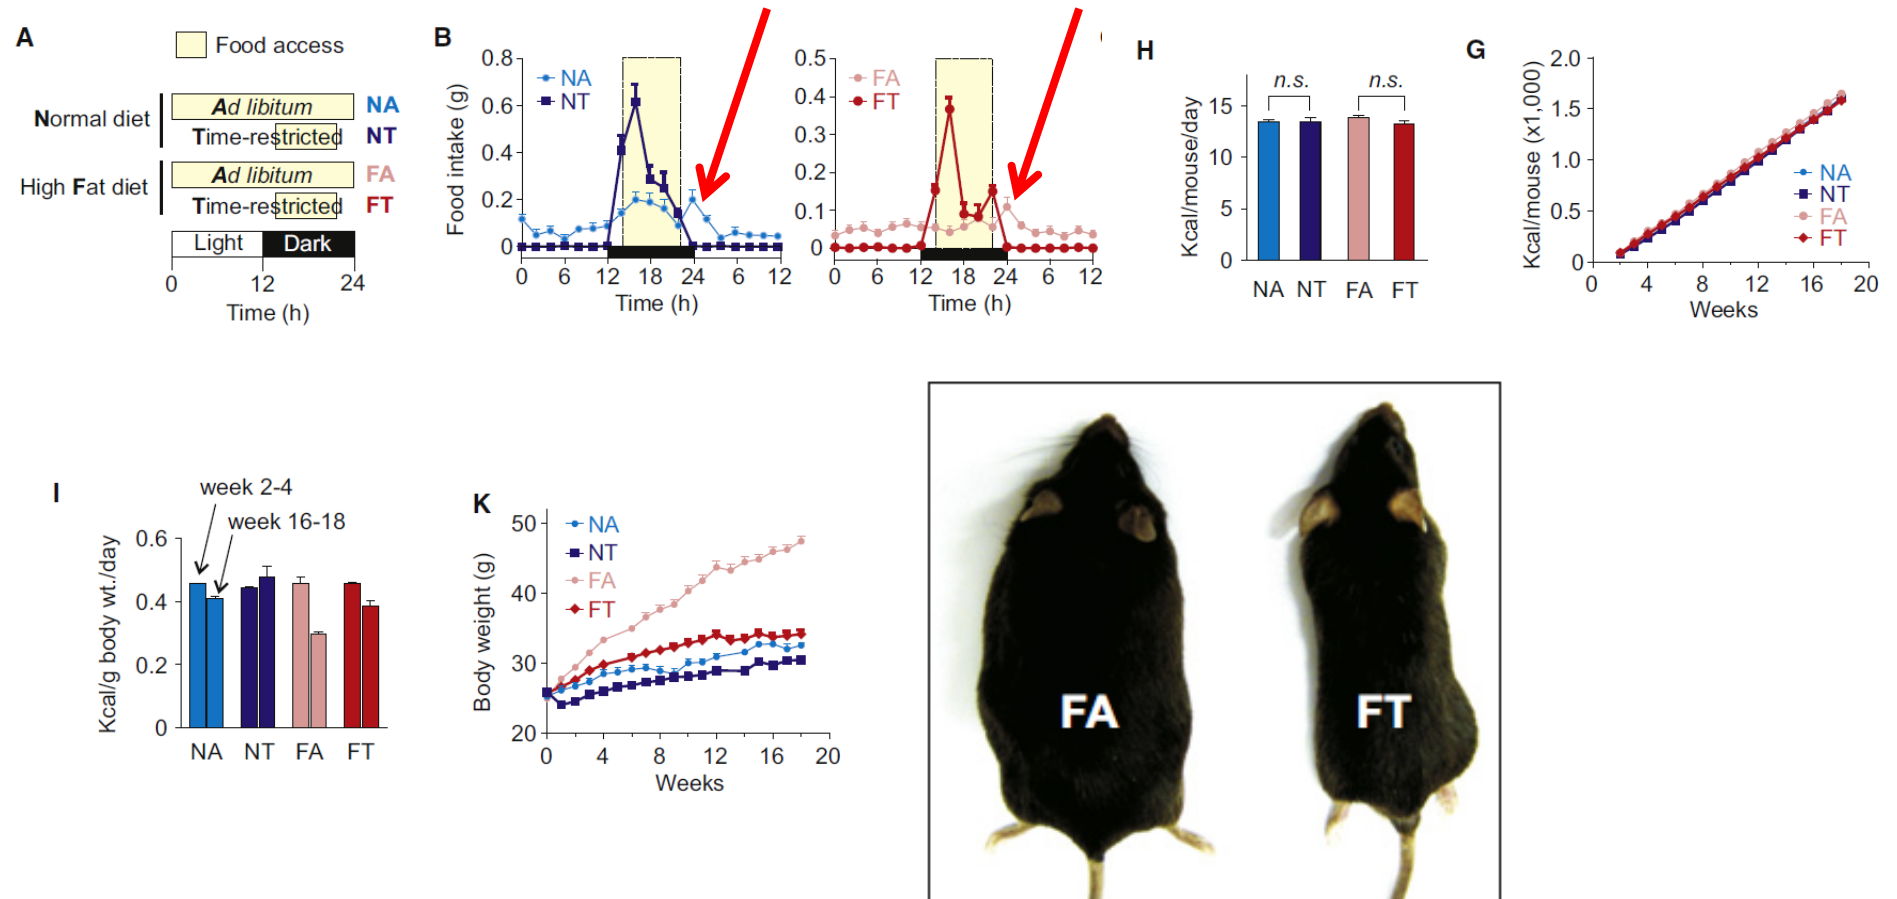 A
Food access
Normal diet
Ad libitum
NA
Time-restricted
NT
High Fat diet
Ad libitum
FA
Time-restricted
FT
Light
Dark
0
12
24
Time (h)
B
Food intake (g)
0.8
0.6
0.4
0.2
0
NA
NT
0 6 12 18 24 6 12
Time (h)
0.5
0.4
0.3
0.2
0.1
0
FA
FT
0 6 12 18 24 6 12
Time (h)
H
Kcal/mouse/day
15
10
5
0
n.s.
n.s.
NA NT FA FT
G
Kcal/mouse (x1,000)
2.0
1.5
1.0
0.5
0
NA
NT
FA
FT
0 4 8 12 16 20
Weeks
I
week 2-4
week 16-18
Kcal/g body wt./day
0.6
0.4
0.2
0
NA NT FA FT
K
Body weight (g)
50
40
30
20
NA
NT
FA
FT
0 4 8 12 16 20
Weeks
FA
FT